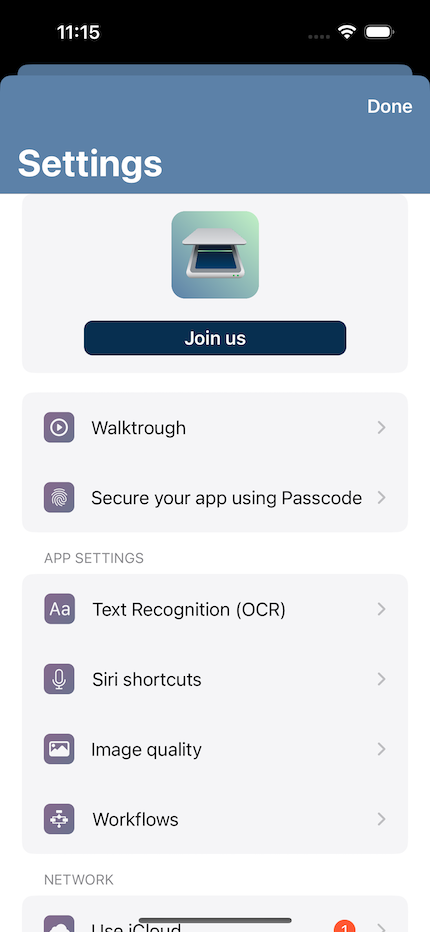 11:15
Done
Settings
Join us
Walktrough
Secure your app using Passcode
APP SETTINGS
Aa Text Recognition (OCR)
Siri shortcuts
Image quality
Workflows
NETWORK
Use iCloud 1